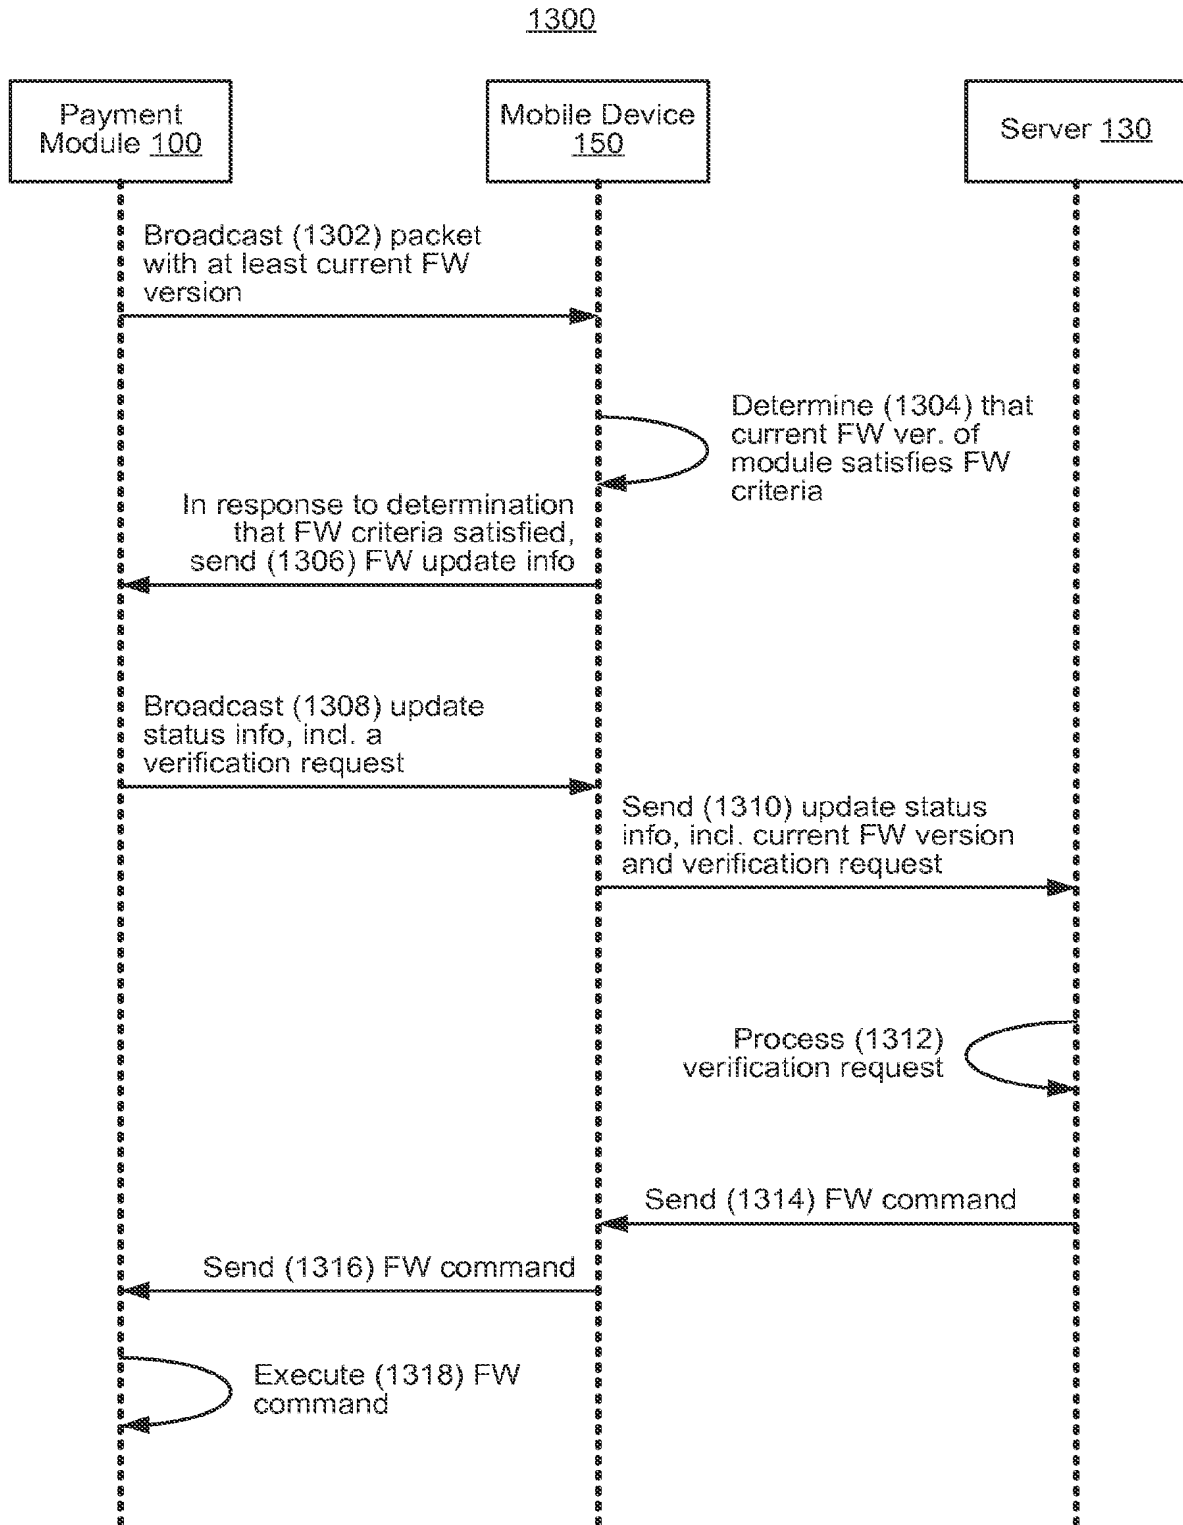 1300
Payment
Module 100
Mobile Device
150
Server 130
Broadcast (1302) packet
with at least current FW
version
Determine (1304) that
current FW ver. of
module satisfies FW
criteria
In response to determination
that FW criteria satisfied,
send (1306) FW update info
Broadcast (1308) update
status info, incl. a
verification request
Send (1310) update status
info, incl. current FW version
and verification request
Process (1312)
verification request
Send (1314) FW command
Send (1316) FW command
Execute (1318) FW
command